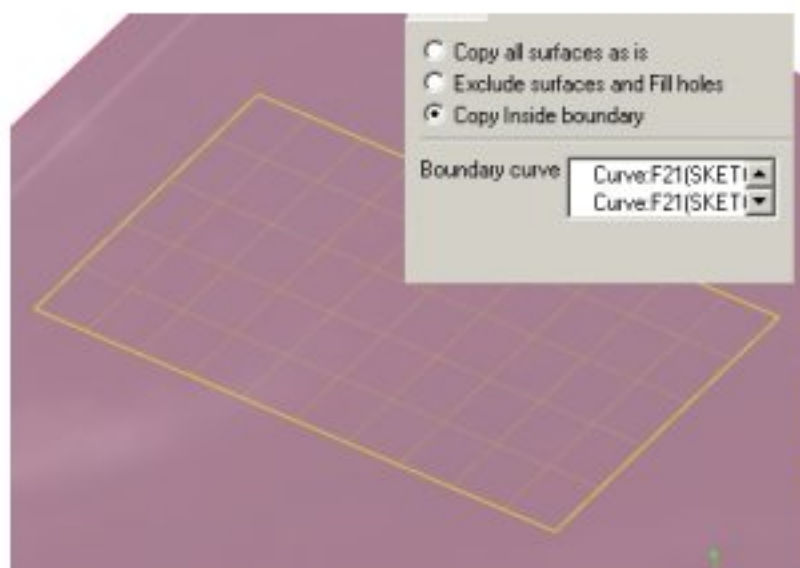 Copy all surfaces as is
Exclude surfaces and Fill holes
Copy Inside boundary
Boundary curve
Curve:F21(SKET
Curve:F21(SKET